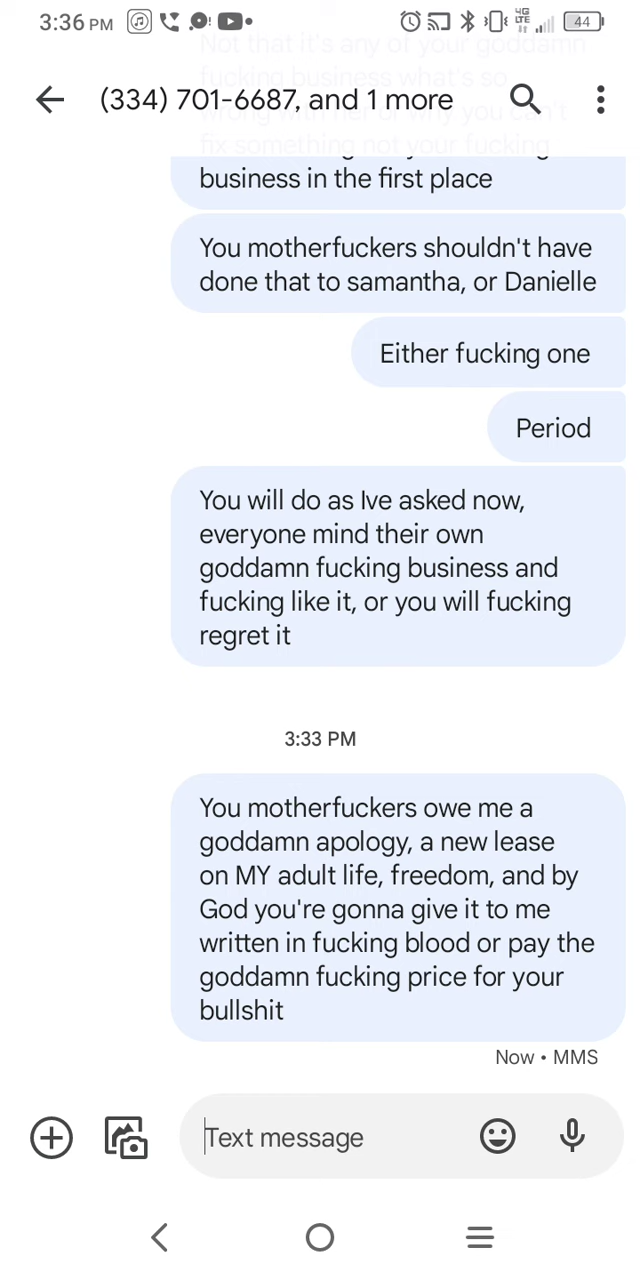 3:36 PM
4G
LTE
44
Not that it's any of your goddamn
fucking business what's so
(334) 701-6687, and 1 more
wrong with her or why you can't
fix something not your fucking
business in the first place
You motherfuckers shouldn't have
done that to samantha, or Danielle
Either fucking one
Period
You will do as Ive asked now,
everyone mind their own
goddamn fucking business and
fucking like it, or you will fucking
regret it
3:33 PM
You motherfuckers owe me a
goddamn apology, a new lease
on MY adult life, freedom, and by
God you're gonna give it to me
written in fucking blood or pay the
goddamn fucking price for your
bullshit
Now • MMS
Text message